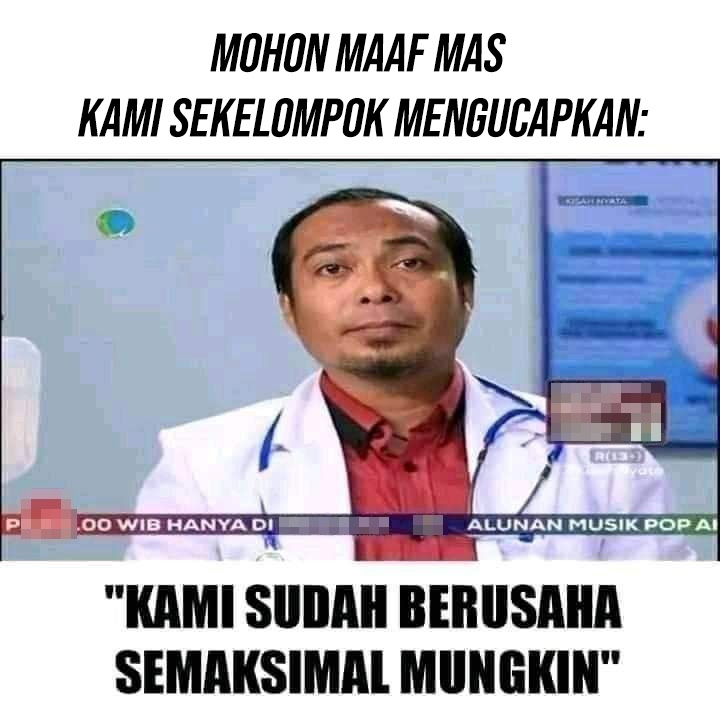 MOHON MAAF MAS
KAMI SEKELOMPOK MENGUCAPKAN:
KISAH NYATA
R(13+)
.00 WIB HANYA DI
ALUNAN MUSIK POP
"KAMI SUDAH BERUSAHA
SEMAKSIMAL MUNGKIN"